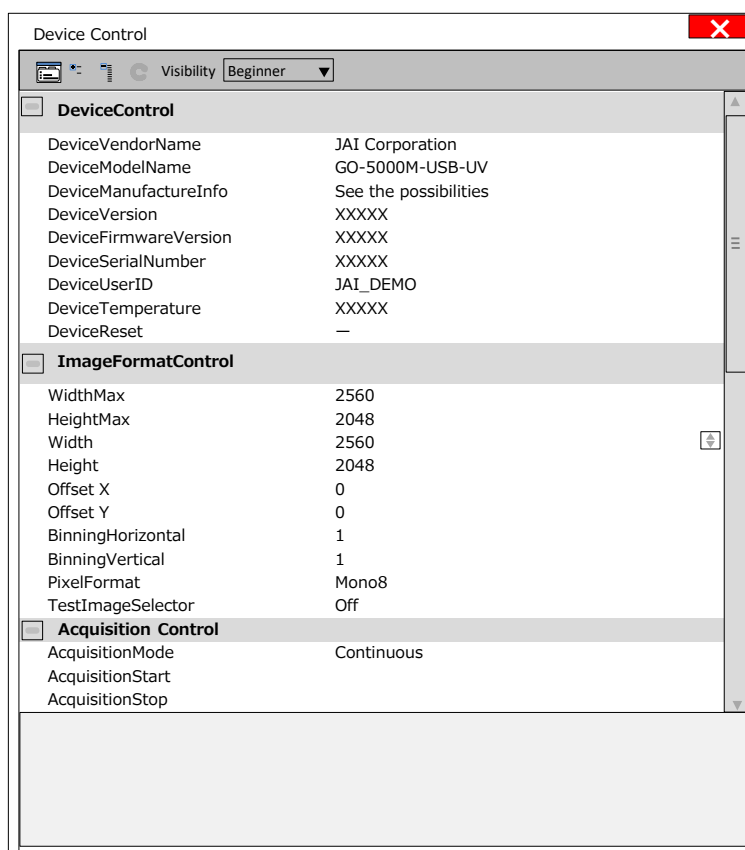 Device Control
Visibility Beginner
DeviceControl
DeviceVendorName JAI Corporation
DeviceModelName GO-5000M-USB-UV
DeviceManufactureInfo See the possibilities
DeviceVersion XXXXX
DeviceFirmwareVersion XXXXX
DeviceSerialNumber XXXXX
DeviceUserID JAI_DEMO
DeviceTemperature XXXXX
DeviceReset —
ImageFormatControl
WidthMax 2560
HeightMax 2048
Width 2560
Height 2048
Offset X 0
Offset Y 0
BinningHorizontal 1
BinningVertical 1
PixelFormat Mono8
TestImageSelector Off
Acquisition Control
AcquisitionMode Continuous
AcquisitionStart
AcquisitionStop